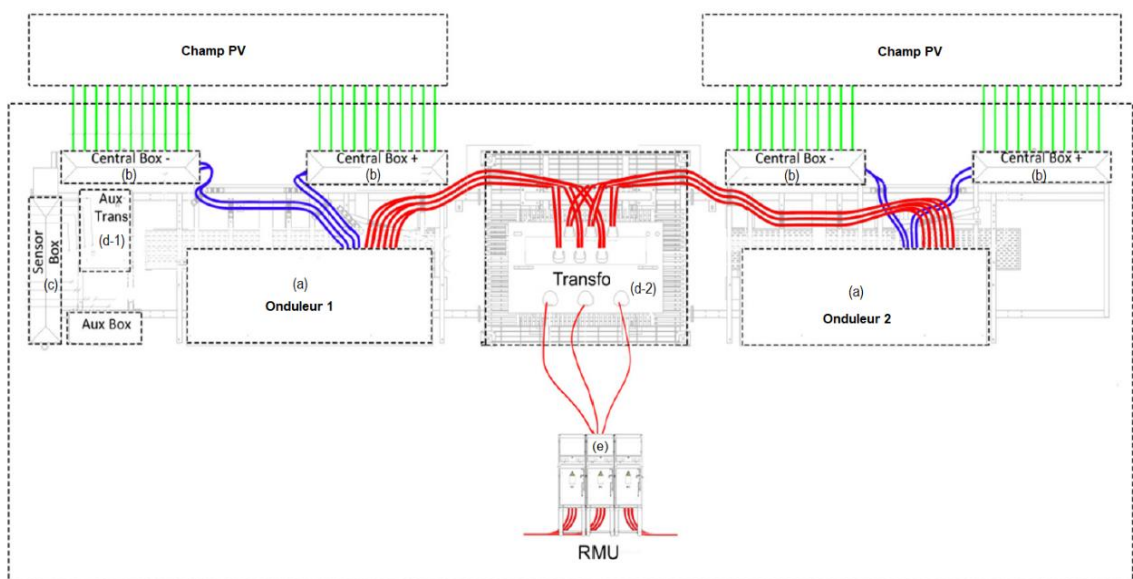 Champ PV
Champ PV
Central Box -
(b)
Central Box +
(b)
Central Box -
(b)
Central Box +
(b)
Aux
Trans
(d-1)
Sensor
Box
(c)
Aux Box
(a)
Onduleur 1
Transfo
(d-2)
(a)
Onduleur 2
(e)
RMU